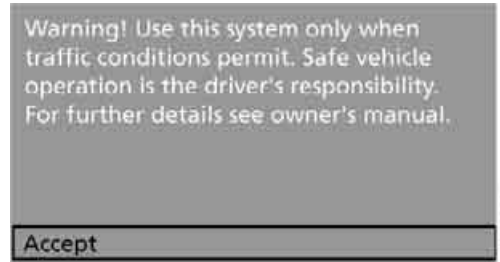 Warning! Use this system only when
traffic conditions permit. Safe vehicle
operation is the driver's responsibility.
For further details see owner's manual.
Accept